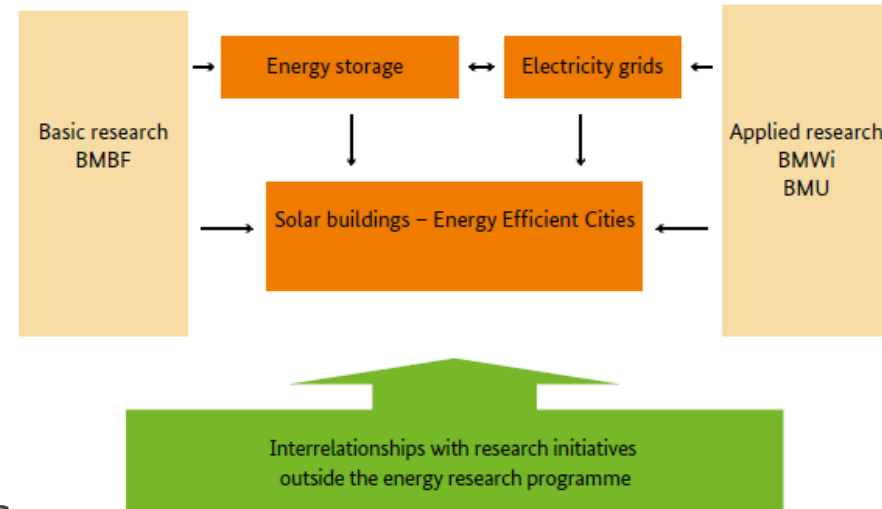 Energy storage
Electricity grids
Basic research
BMBF
Applied research
BMWi
BMU
Solar buildings – Energy Efficient Cities
Interrelationships with research initiatives
outside the energy research programme